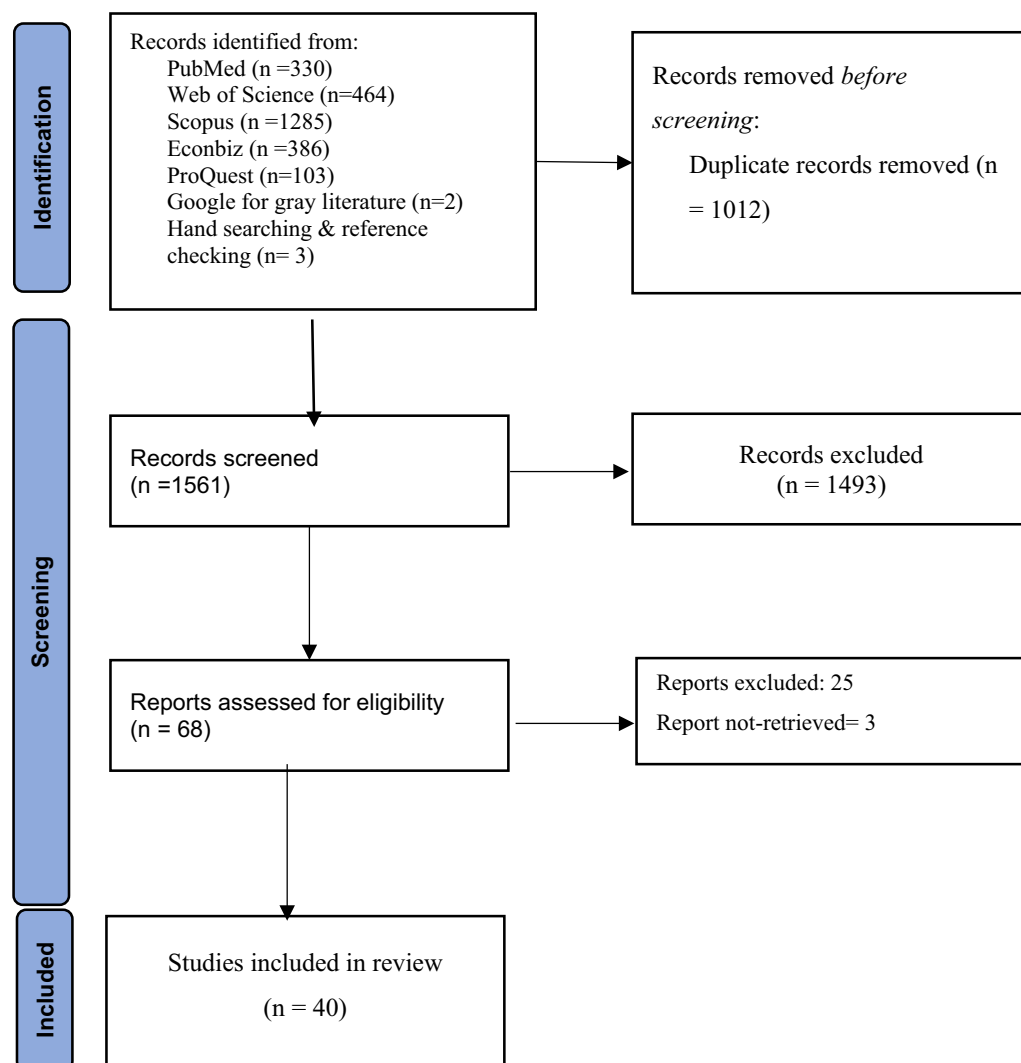 Identification
Records identified from:
PubMed (n =330)
Web of Science (n=464)
Scopus (n =1285)
Econbiz (n =386)
ProQuest (n=103)
Google for gray literature (n=2)
Hand searching & reference
checking (n= 3)
Records removed before
screening:
Duplicate records removed (n
= 1012)
Screening
Records screened
(n =1561)
Records excluded
(n = 1493)
Reports assessed for eligibility
(n = 68)
Reports excluded: 25
Report not-retrieved= 3
Included
Studies included in review
(n = 40)